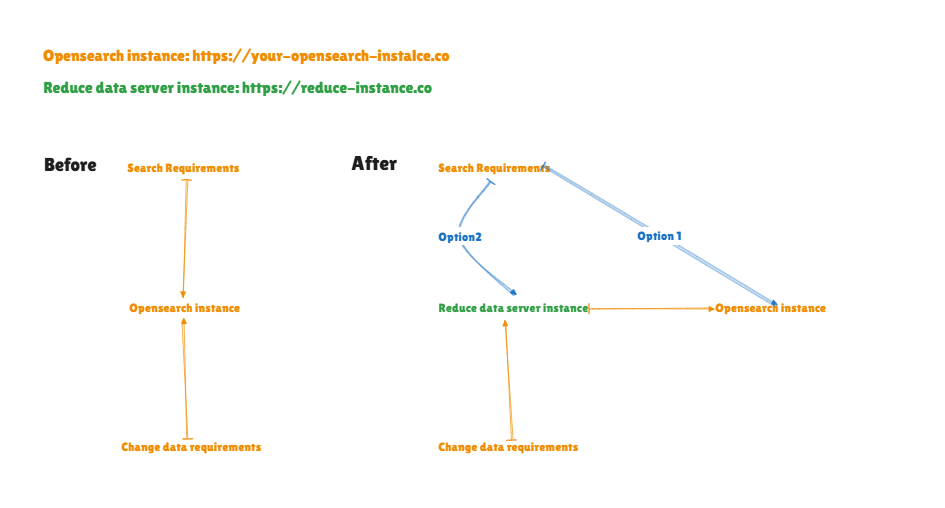 Opensearch instance: https://your-opensearch-instalce.co
Reduce data server instance: https://reduce-instance.co
Before
Search Requirements
After
Search Requirements
Option2
Option 1
Opensearch instance
Reduce data server instance
Opensearch instance
Change data requirements
Change data requirements